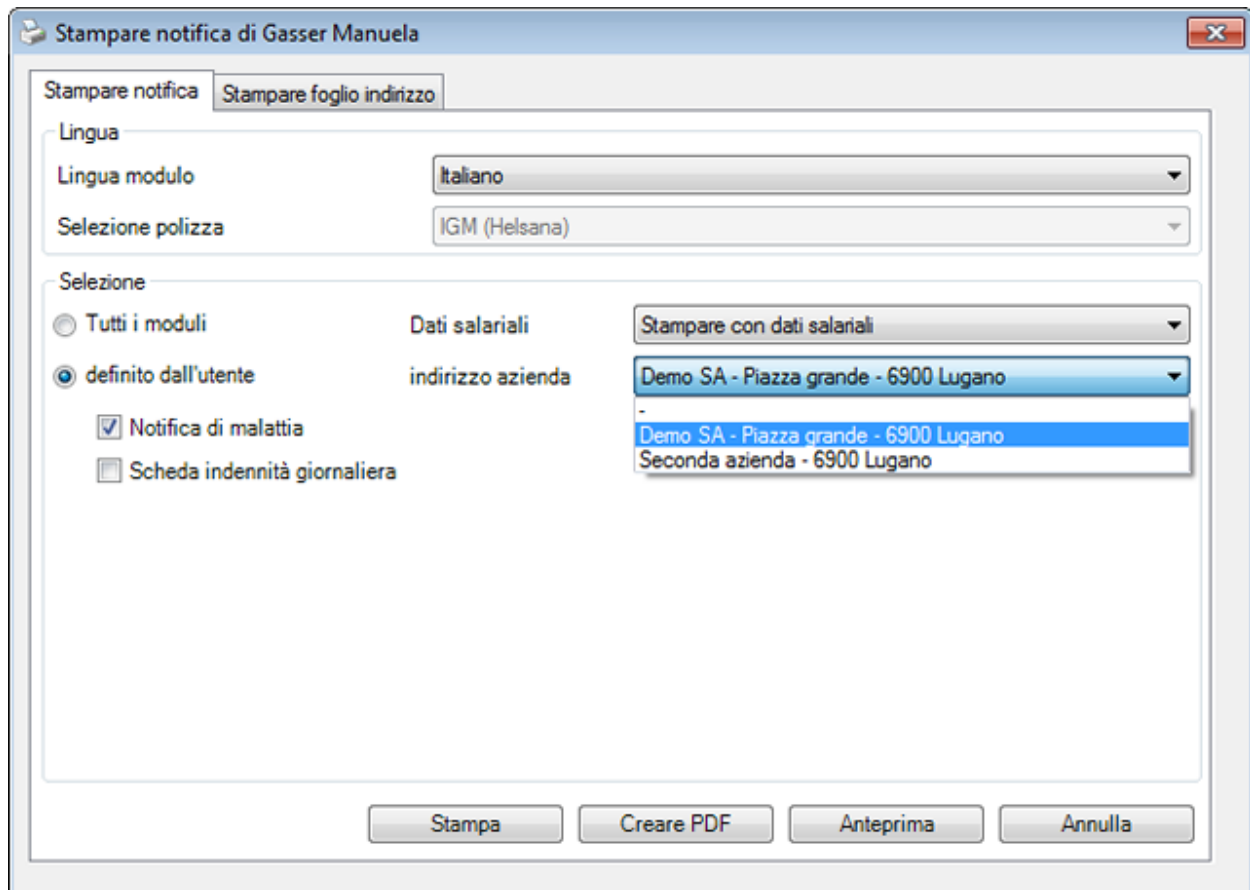 Stampare notifica di Gasser Manuela
Stampare notifica
Stampare foglio indirizzo
Lingua
Lingua modulo
Italiano
Selezione polizza
IGM (Helsana)
Selezione
Tutti i moduli
Dati salariali
Stampare con dati salariali
definito dall'utente
indirizzo azienda
Demo SA - Piazza grande - 6900 Lugano
-
Notifica di malattia
Demo SA - Piazza grande - 6900 Lugano
Scheda indennità giornaliera
Seconda azienda - 6900 Lugano
Stampa
Creare PDF
Anteprima
Annulla